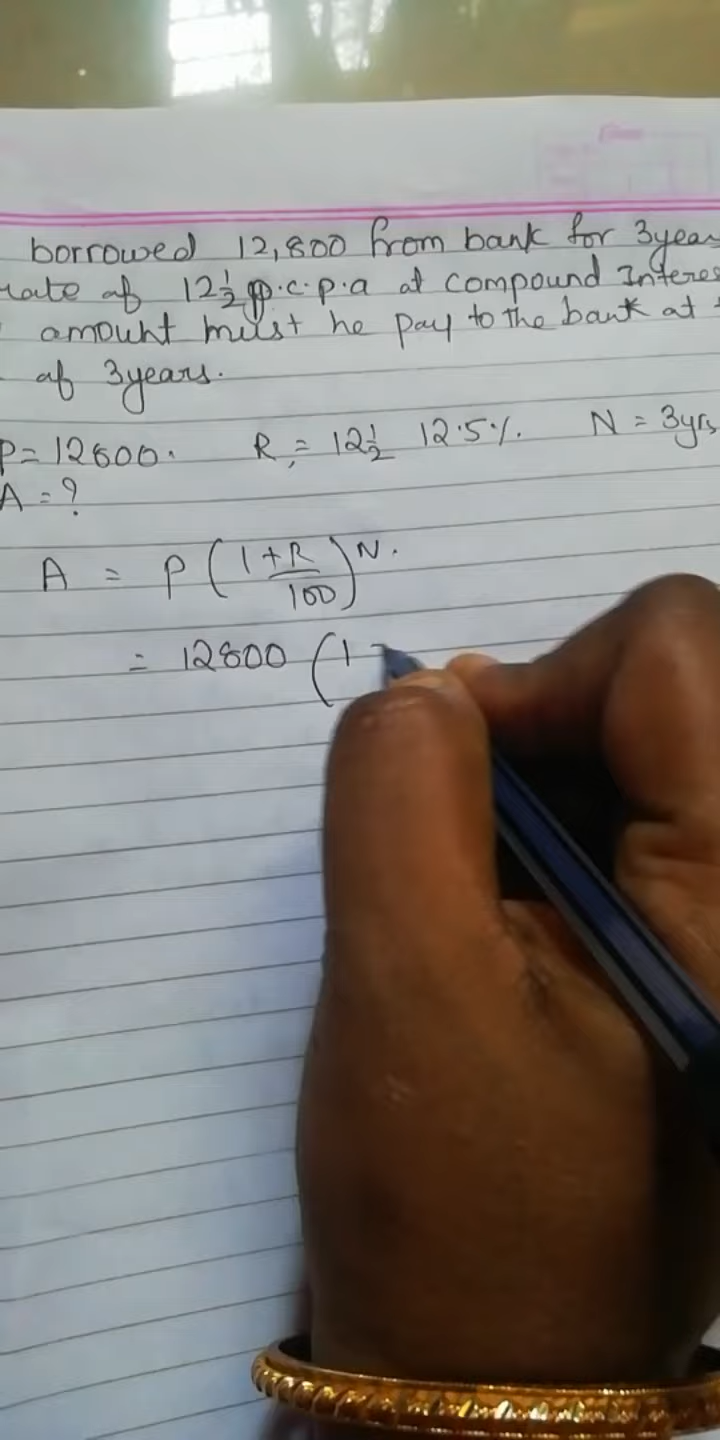 borrowed 12,800 from bank for 3year
rate of 12½ p.c.p.a at compound Interes
amount must he pay to the bank at
of 3years.
P= 12800. R = 12½ 12.5% N = 3yrs
A = ?
A = P (1+R/100)N.
= 12800 (1